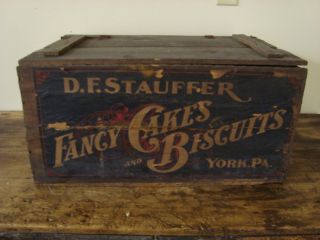 D.F. STAUFFER
FANCY CAKES
AND BISCUITS
YORK, PA.